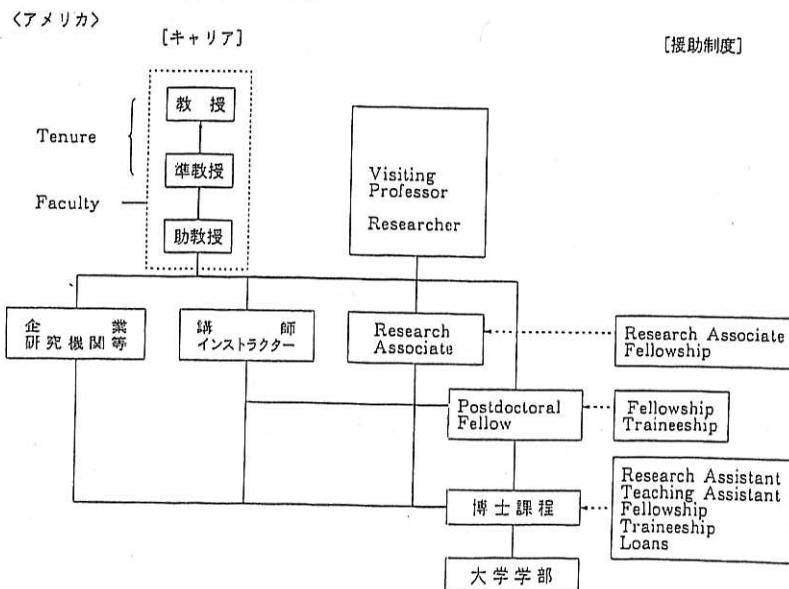 〈アメリカ〉
[キャリア]
[援助制度]
教授
Tenure
準教授
Faculty
助教授
Visiting
Professor
Researcher
企業
研究機関等
講師
インストラクター
Research
Associate
Research Associate
Fellowship
Postdoctoral
Fellow
Fellowship
Traineeship
博士課程
Research Assistant
Teaching Assistant
Fellowship
Traineeship
Loans
大学学部